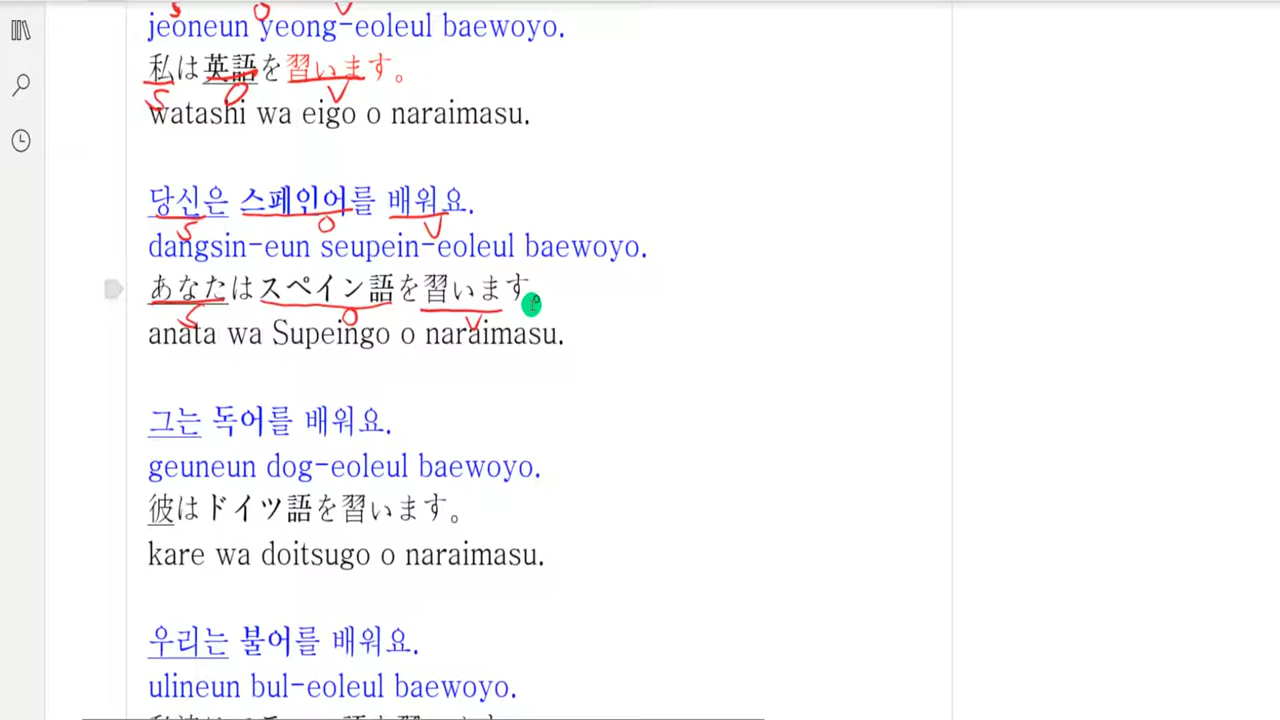 jeoneun yeong-eoleul baewoyo.
S O V
私は英語を習います。
S O V
watashi wa eigo o naraimasu.
당신은 스페인어를 배워요.
S O V
dangsin-eun seupein-eoleul baewoyo.
あなたはスペイン語を習います
S O V
anata wa Supeingo o naraimasu.
그는 독어를 배워요.
geuneun dog-eoleul baewoyo.
彼はドイツ語を習います。
kare wa doitsugo o naraimasu.
우리는 불어를 배워요.
ulineun bul-eoleul baewoyo.